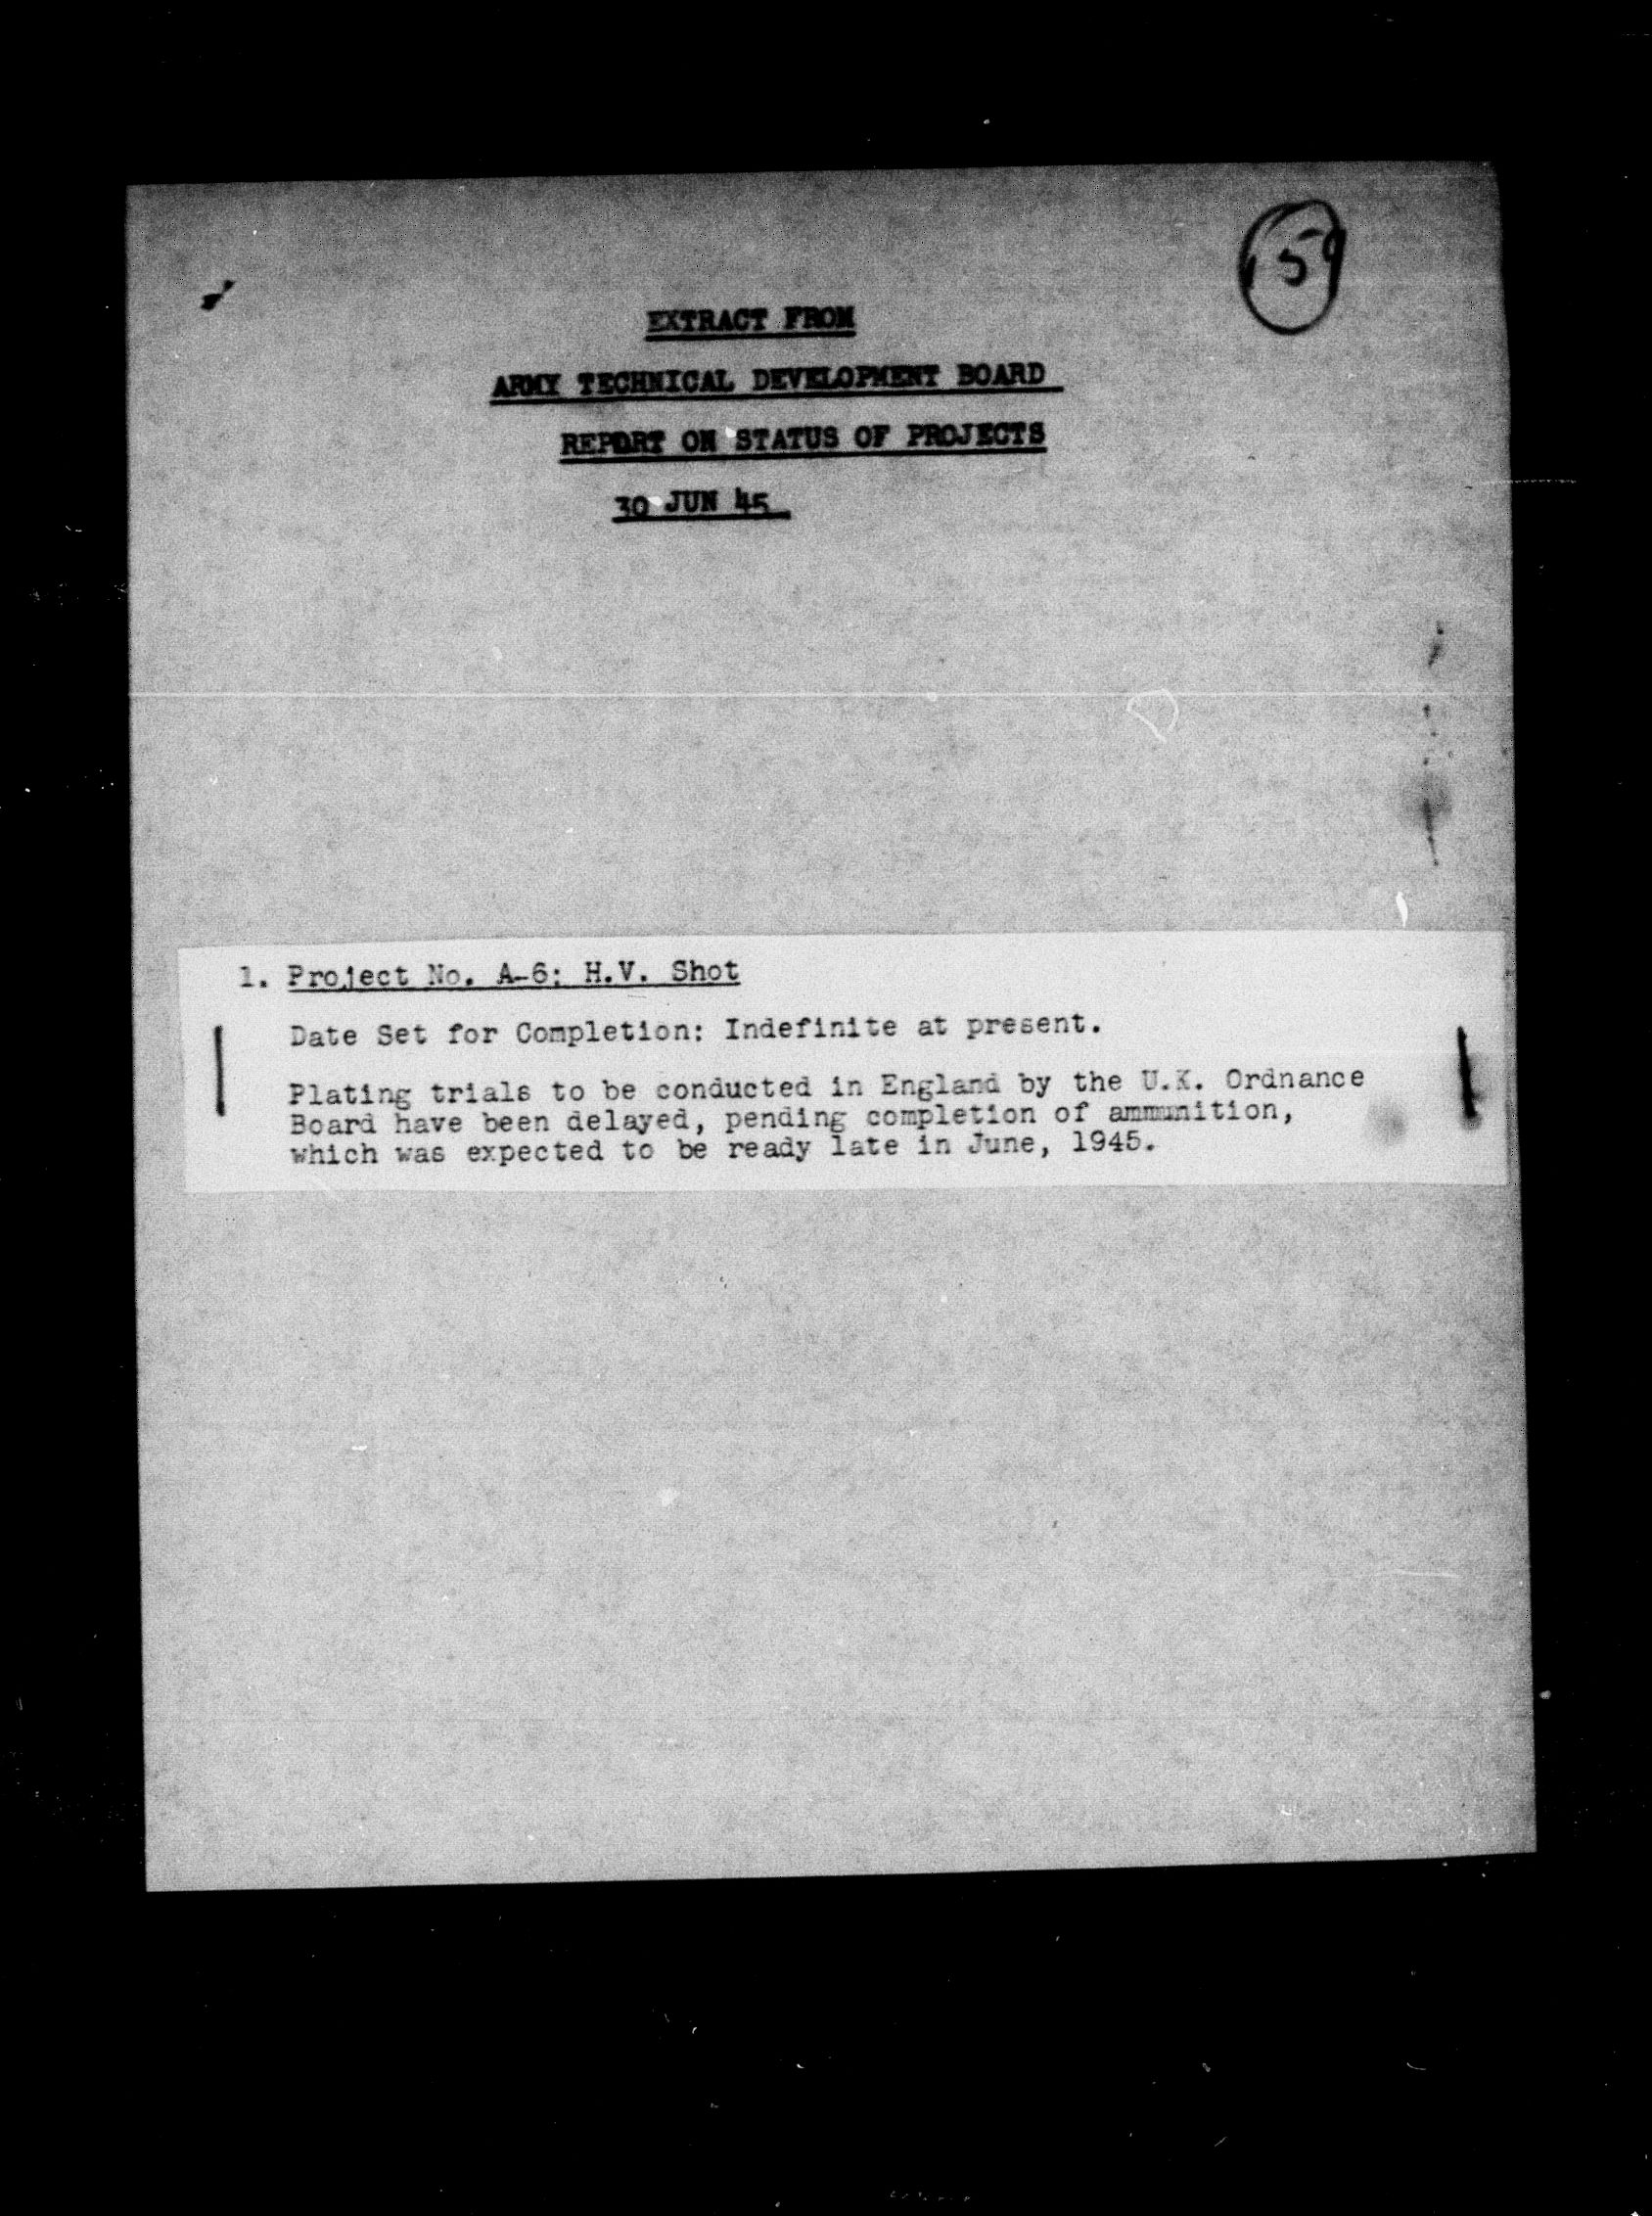 EXTRACT FROM
ARMY TECHNICAL DEVELOPMENT BOARD
REPORT ON STATUS OF PROJECTS
30 JUN 45
1. Project No. A-6: H.V. Shot
Date Set for Completion: Indefinite at present.
Plating trials to be conducted in England by the U.K. Ordnance
Board have been delayed, pending completion of ammunition,
which was expected to be ready late in June, 1945.